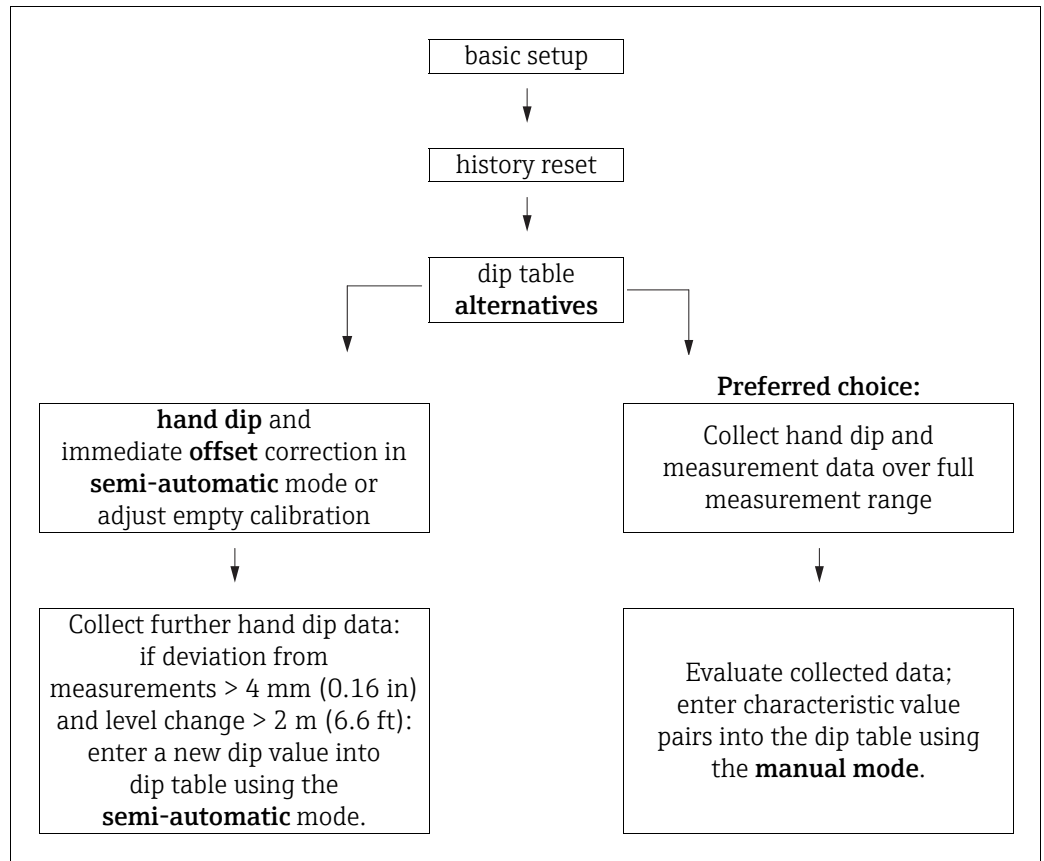 basic setup
history reset
dip table
alternatives
hand dip and
immediate offset correction in
semi-automatic mode or
adjust empty calibration
Collect further hand dip data:
if deviation from
measurements > 4 mm (0.16 in)
and level change > 2 m (6.6 ft):
enter a new dip value into
dip table using the
semi-automatic mode.
Preferred choice:
Collect hand dip and
measurement data over full
measurement range
Evaluate collected data;
enter characteristic value
pairs into the dip table using
the manual mode.